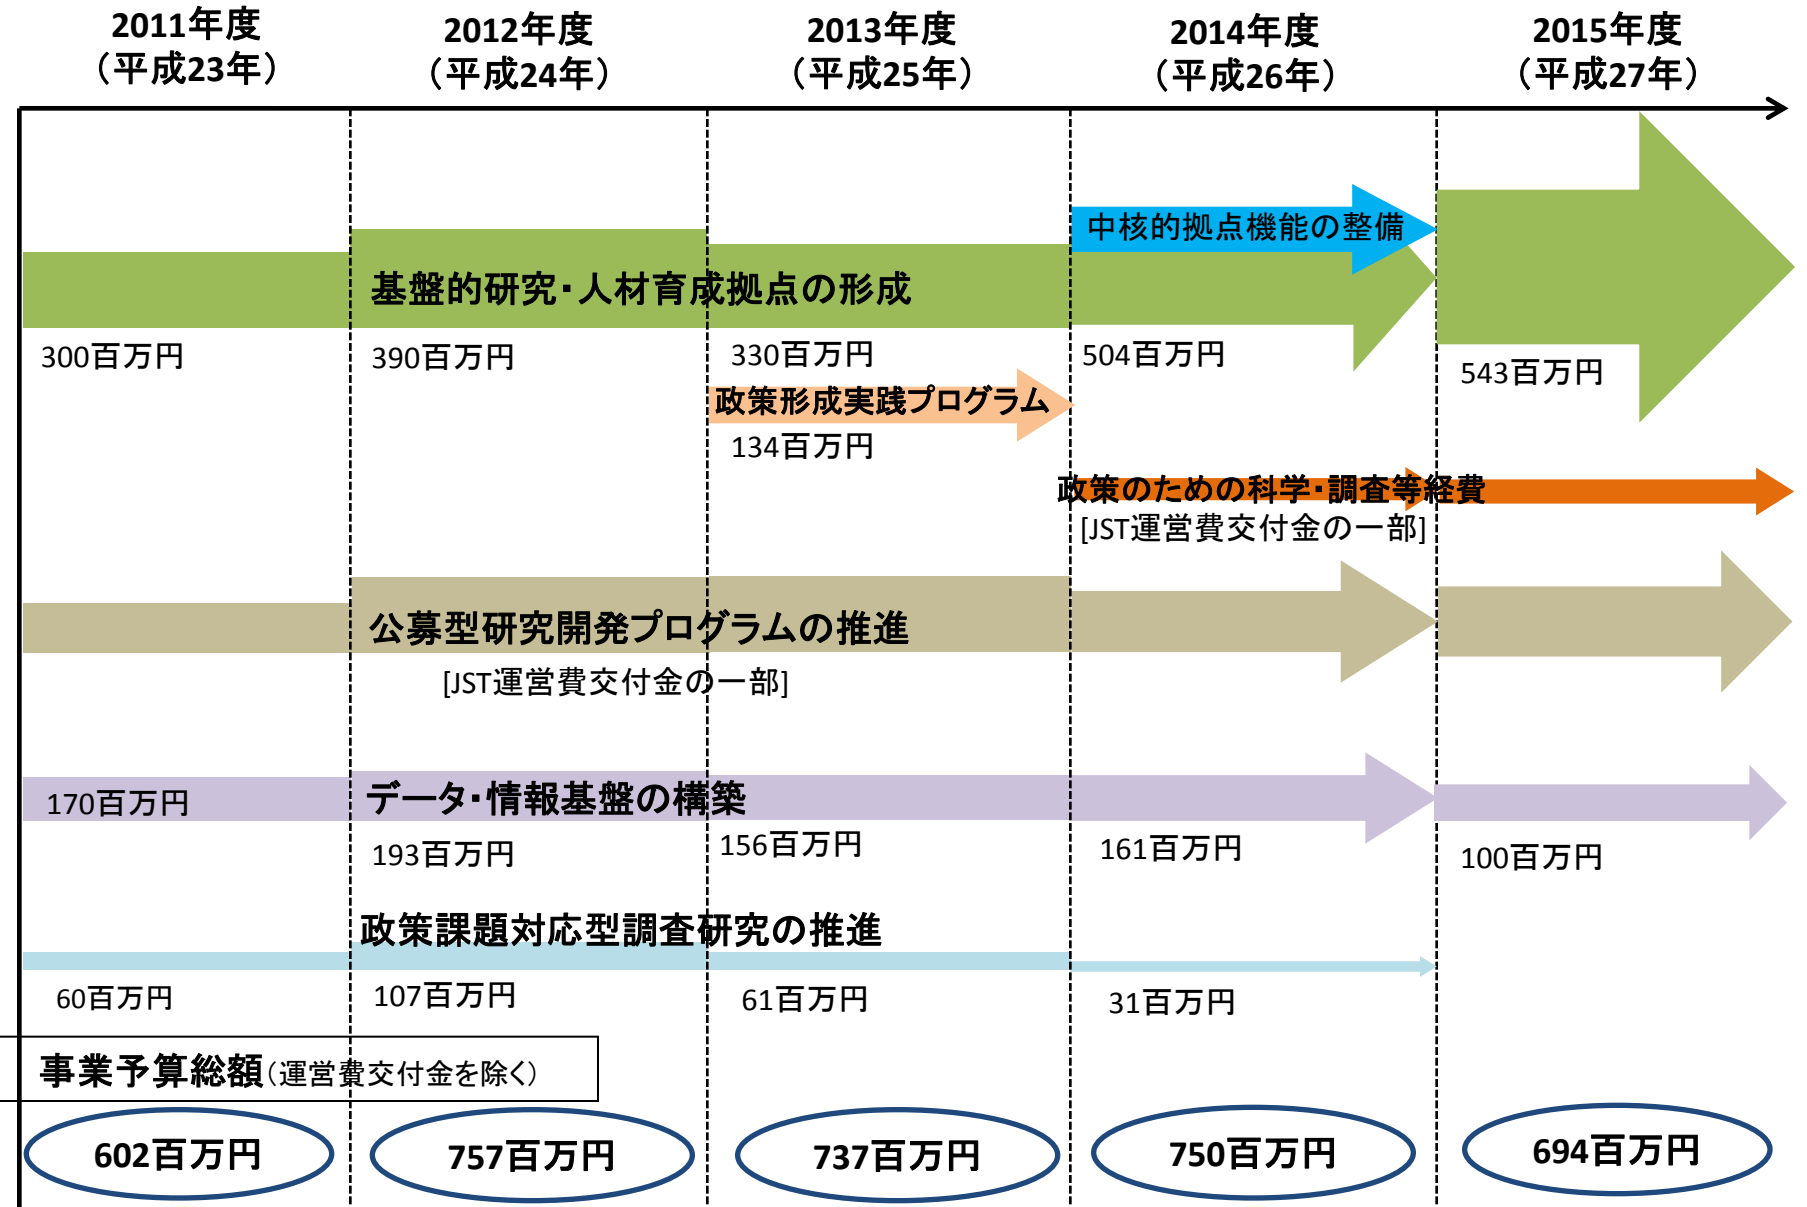 2011年度
（平成23年）
2012年度
（平成24年）
2013年度
（平成25年）
2014年度
（平成26年）
2015年度
（平成27年）
中核的拠点機能の整備
基盤的研究・人材育成拠点の形成
300百万円
390百万円
330百万円
504百万円
543百万円
政策形成実践プログラム
134百万円
政策のための科学・調査等経費
[JST運営費交付金の一部]
公募型研究開発プログラムの推進
[JST運営費交付金の一部]
データ・情報基盤の構築
170百万円
193百万円
156百万円
161百万円
100百万円
政策課題対応型調査研究の推進
60百万円
107百万円
61百万円
31百万円
事業予算総額（運営費交付金を除く）
602百万円
757百万円
737百万円
750百万円
694百万円